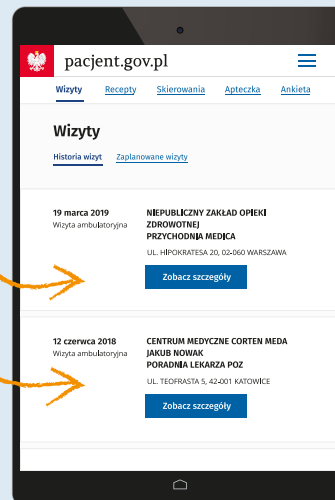 pacjent.gov.pl
Wizyty Recepty Skierowania Apteczka Ankieta
Wizyty
Historia wizyt Zaplanowane wizyty
19 marca 2019
Wizyta ambulatoryjna
NIEPUBLICZNY ZAKŁAD OPIEKI
ZDROWOTNEJ
PRZYCHODNIA MEDICA
UL. HIPOKRATESA 20, 02-060 WARSZAWA
Zobacz szczegóły
12 czerwca 2018
Wizyta ambulatoryjna
CENTRUM MEDYCZNE CORTEN MEDA
JAKUB NOWAK
PORADNIA LEKARZA POZ
UL. TEOFRASTA 5, 42-001 KATOWICE
Zobacz szczegóły